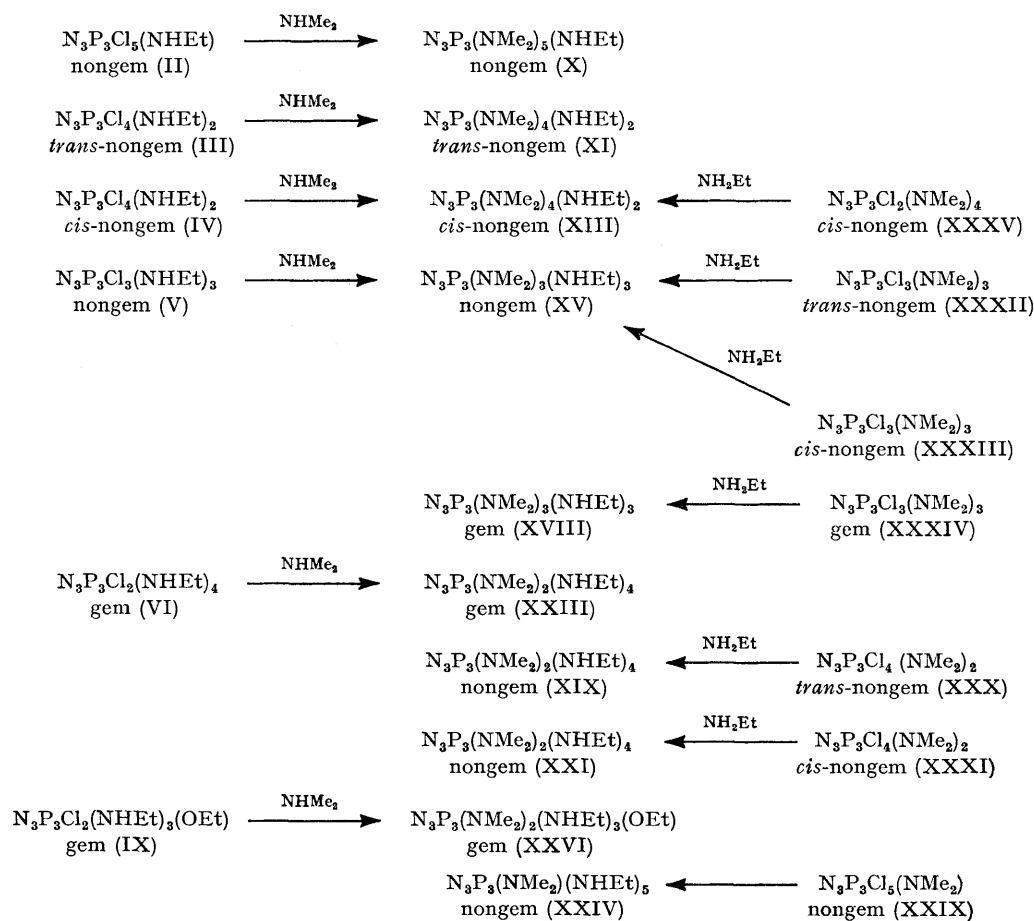 NHMe₂
N₃P₃Cl₅(NHEt) N₃P₃(NMe₂)₅(NHEt)
nongem (II) nongem (X)
NHMe₂
N₃P₃Cl₄(NHEt)₂ N₃P₃(NMe₂)₄(NHEt)₂
trans-nongem (III) trans-nongem (XI)
NHMe₂ NH₂Et
N₃P₃Cl₄(NHEt)₂ N₃P₃(NMe₂)₄(NHEt)₂ N₃P₃Cl₂(NMe₂)₄
cis-nongem (IV) cis-nongem (XIII) cis-nongem (XXXV)
NHMe₂ NH₂Et
N₃P₃Cl₃(NHEt)₃ N₃P₃(NMe₂)₃(NHEt)₃ N₃P₃Cl₃(NMe₂)₃
nongem (V) nongem (XV) trans-nongem (XXXII)
NH₂Et
N₃P₃Cl₃(NMe₂)₃
cis-nongem (XXXIII)
NH₂Et
N₃P₃(NMe₂)₃(NHEt)₃ N₃P₃Cl₃(NMe₂)₃
gem (XVIII) gem (XXXIV)
NHMe₂
N₃P₃Cl₂(NHEt)₄ N₃P₃(NMe₂)₂(NHEt)₄
gem (VI) gem (XXIII)
NH₂Et
N₃P₃(NMe₂)₂(NHEt)₄ N₃P₃Cl₄ (NMe₂)₂
nongem (XIX) trans-nongem (XXX)
NH₂Et
N₃P₃(NMe₂)₂(NHEt)₄ N₃P₃Cl₄(NMe₂)₂
nongem (XXI) cis-nongem (XXXI)
NHMe₂
N₃P₃Cl₂(NHEt)₃(OEt) N₃P₃(NMe₂)₂(NHEt)₃(OEt)
gem (IX) gem (XXVI)
N₃P₃(NMe₂)(NHEt)₅ N₃P₃Cl₅(NMe₂)
nongem (XXIV) nongem (XXIX)